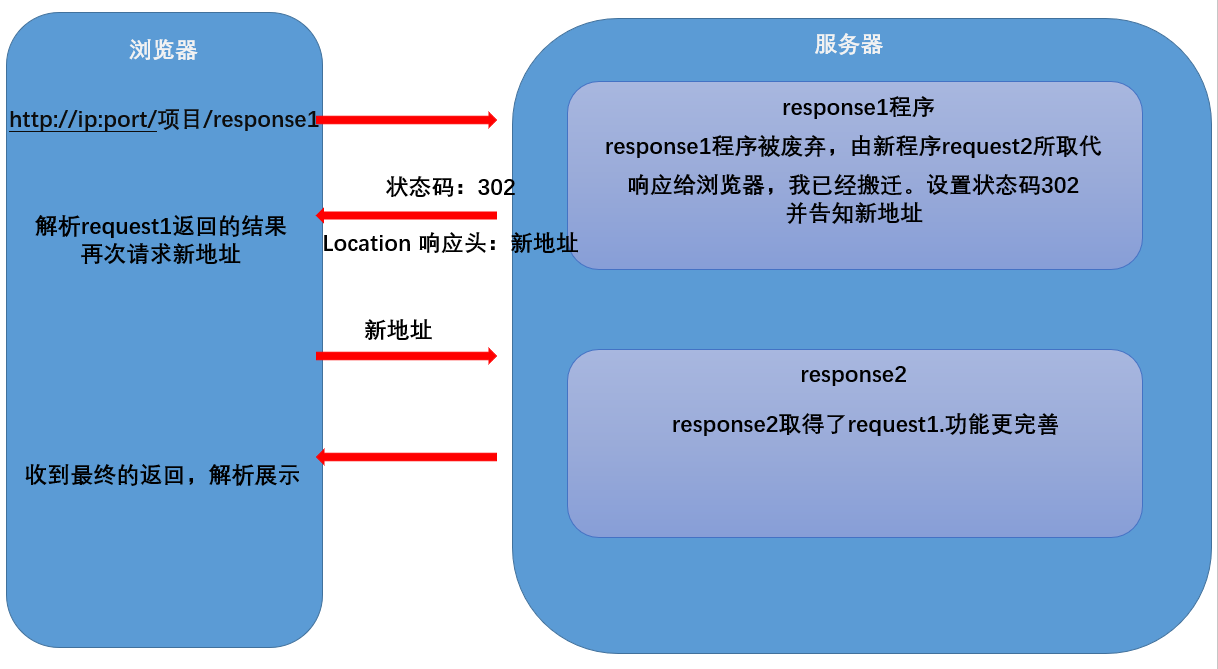 浏览器
http://ip:port/项目/response1
解析request1返回的结果
再次请求新地址
收到最终的返回，解析展示
状态码：302
Location 响应头：新地址
新地址
服务器
response1程序
response1程序被废弃，由新程序request2所取代
响应给浏览器，我已经搬迁。设置状态码302
并告知新地址
response2
response2取得了request1.功能更完善